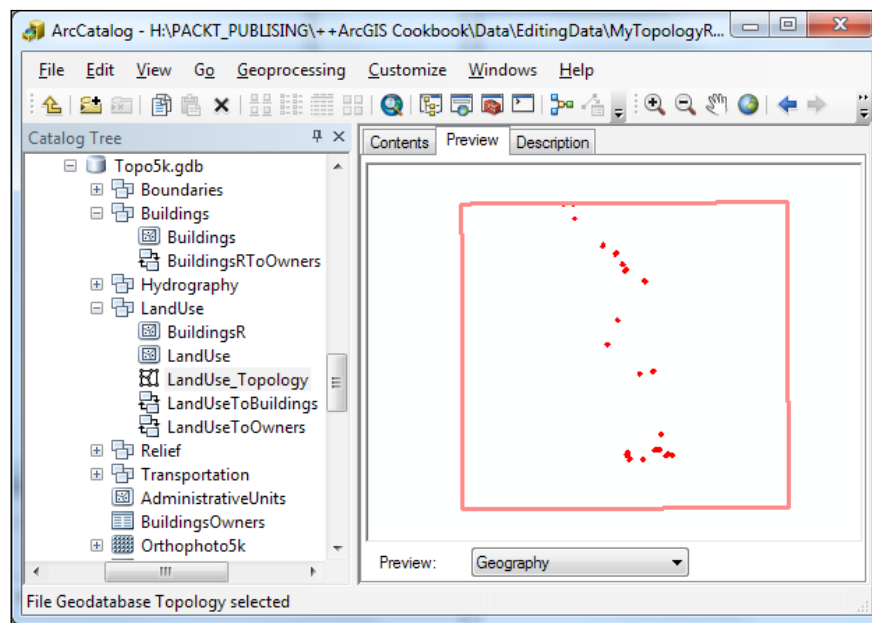 ArcCatalog - H:\PACKT_PUBLISING\++ArcGIS Cookbook\Data\EditingData\MyTopologyR...
File Edit View Go Geoprocessing Customize Windows Help
Catalog Tree
Topo5k.gdb
Boundaries
Buildings
Buildings
BuildingsRToOwners
Hydrography
LandUse
BuildingsR
LandUse
LandUse_Topology
LandUseToBuildings
LandUseToOwners
Relief
Transportation
AdministrativeUnits
BuildingsOwners
Orthophoto5k
Contents Preview Description
Preview: Geography
File Geodatabase Topology selected